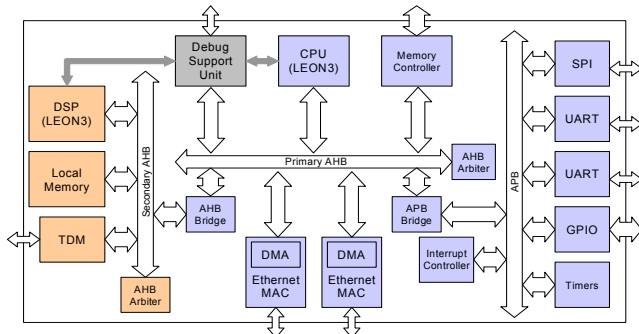 Debug
Support
Unit
CPU
(LEON3)
Memory
Controller
SPI
DSP
(LEON3)
UART
Local
Memory
Secondary AHB
Primary AHB
AHB
Arbiter
APB
UART
AHB
Bridge
APB
Bridge
TDM
GPIO
DMA
Ethernet
MAC
DMA
Ethernet
MAC
Interrupt
Controller
AHB
Arbiter
Timers